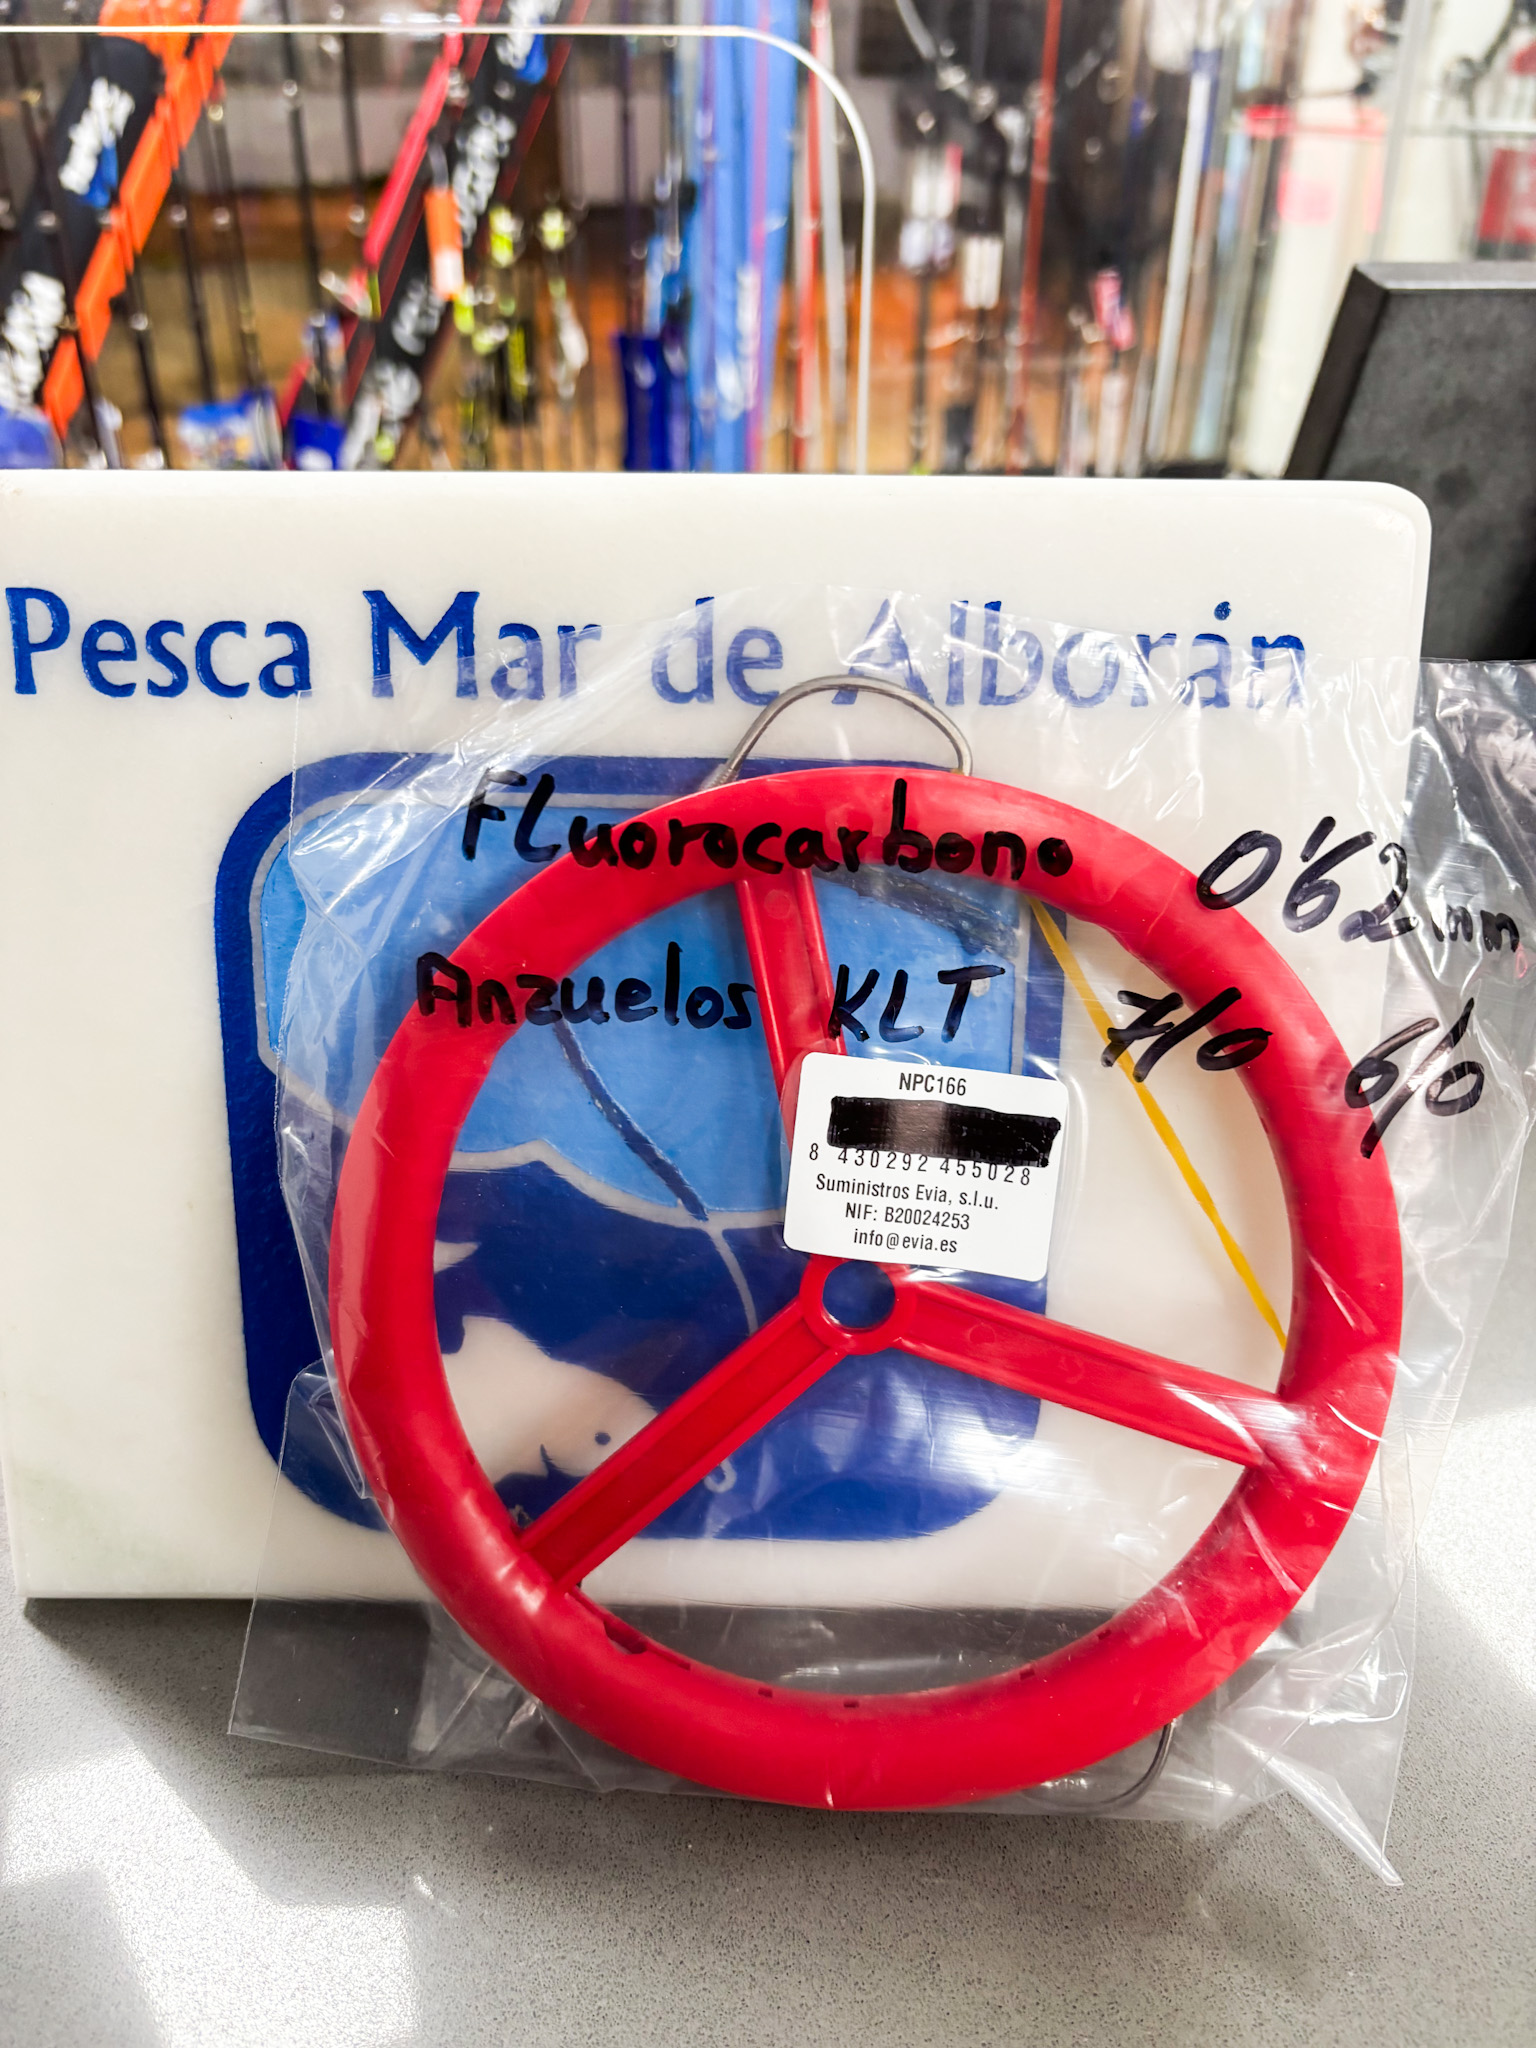 Pesca Mar de Alborán
FLuorocarbono 0'62mm
Anzuelos KLT 7/0 6/0
NPC166
8 430292 455028
Suministros Evia, s.l.u.
NIF: B20024253
info@evia.es